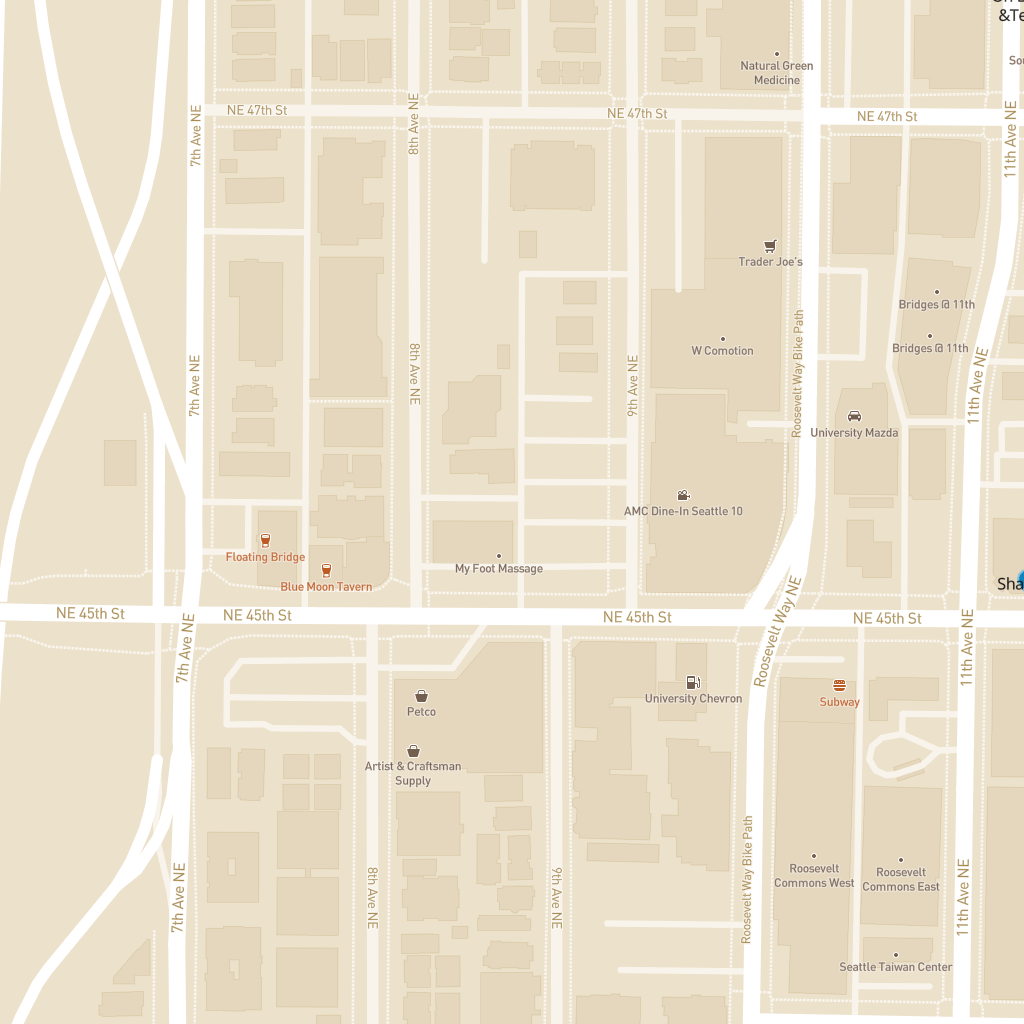 &Te
Natural Green
Medicine
NE 47th St
NE 47th St
NE 47th St
7th Ave NE
8th Ave NE
11th Ave NE
Trader Joe's
Bridges @ 11th
W Comotion
Bridges @ 11th
Roosevelt Way Bike Path
7th Ave NE
8th Ave NE
9th Ave NE
11th Ave NE
University Mazda
AMC Dine-In Seattle 10
Floating Bridge
My Foot Massage
Blue Moon Tavern
Sha
NE 45th St
NE 45th St
NE 45th St
NE 45th St
7th Ave NE
Roosevelt Way NE
11th Ave NE
University Chevron
Subway
Petco
Artist & Craftsman
Supply
Roosevelt
Commons West
Roosevelt
Commons East
7th Ave NE
8th Ave NE
9th Ave NE
Roosevelt Way Bike Path
11th Ave NE
Seattle Taiwan Center